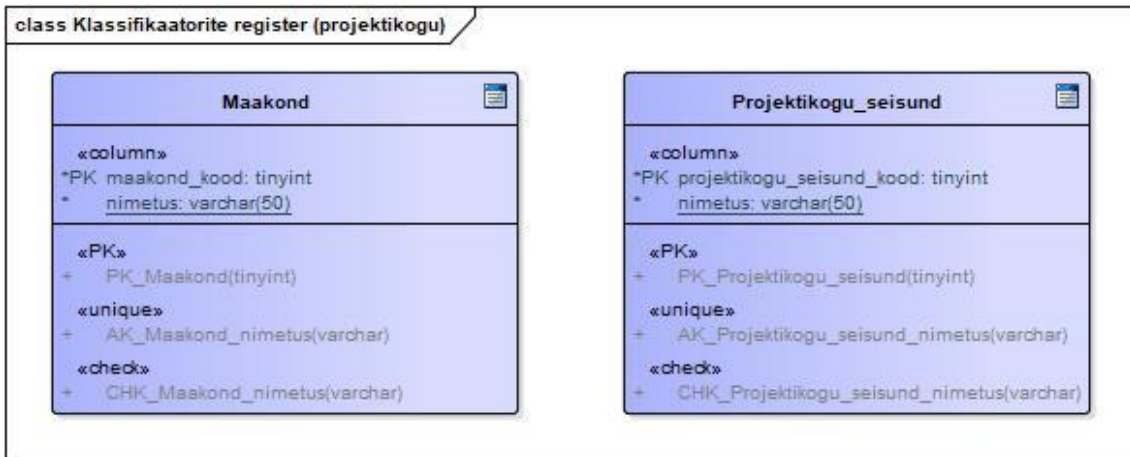 class Klassifikaatorite register (projektikogu)
Maakond
«column»
*PK maakond_kood: tinyint
* nimetus: varchar(50)
«PK»
+ PK_Maakond(tinyint)
«unique»
+ AK_Maakond_nimetus(varchar)
«check»
+ CHK_Maakond_nimetus(varchar)
Projektikogu_seisund
«column»
*PK projektikogu_seisund_kood: tinyint
* nimetus: varchar(50)
«PK»
+ PK_Projektikogu_seisund(tinyint)
«unique»
+ AK_Projektikogu_seisund_nimetus(varchar)
«check»
+ CHK_Projektikogu_seisund_nimetus(varchar)